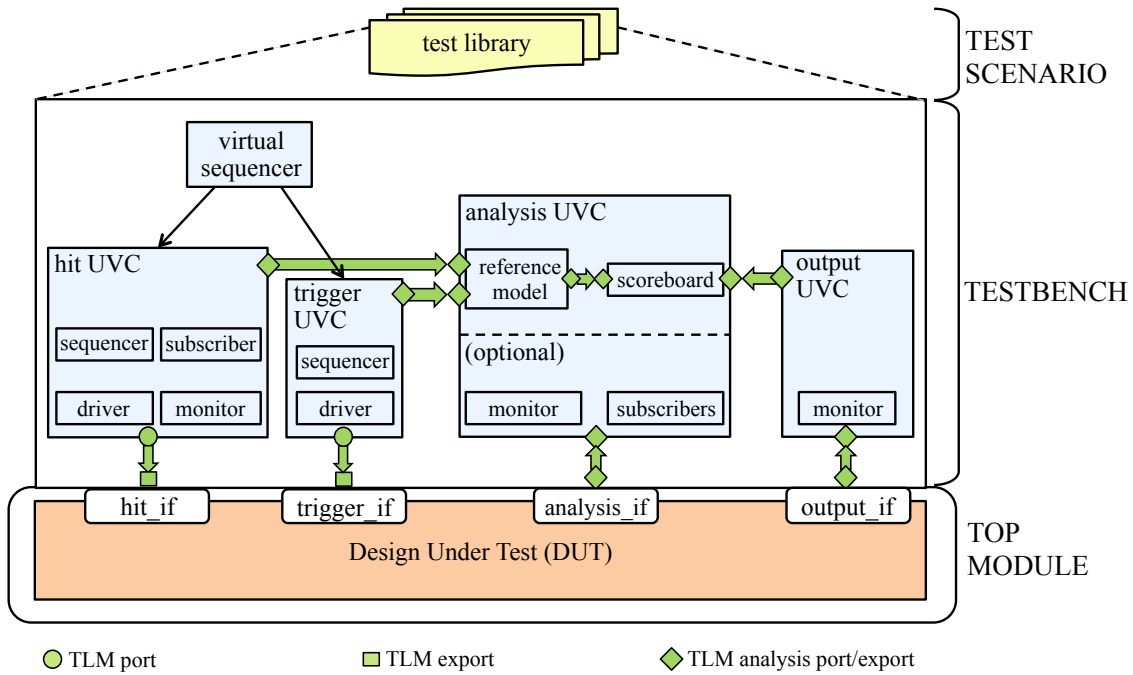 test library
TEST
SCENARIO
virtual
sequencer
analysis UVC
hit UVC
reference
model
scoreboard
output
UVC
trigger
UVC
TESTBENCH
sequencer
subscriber
(optional)
sequencer
driver
monitor
driver
monitor
subscribers
monitor
hit_if
trigger_if
analysis_if
output_if
Design Under Test (DUT)
TOP
MODULE
TLM port
TLM export
TLM analysis port/export